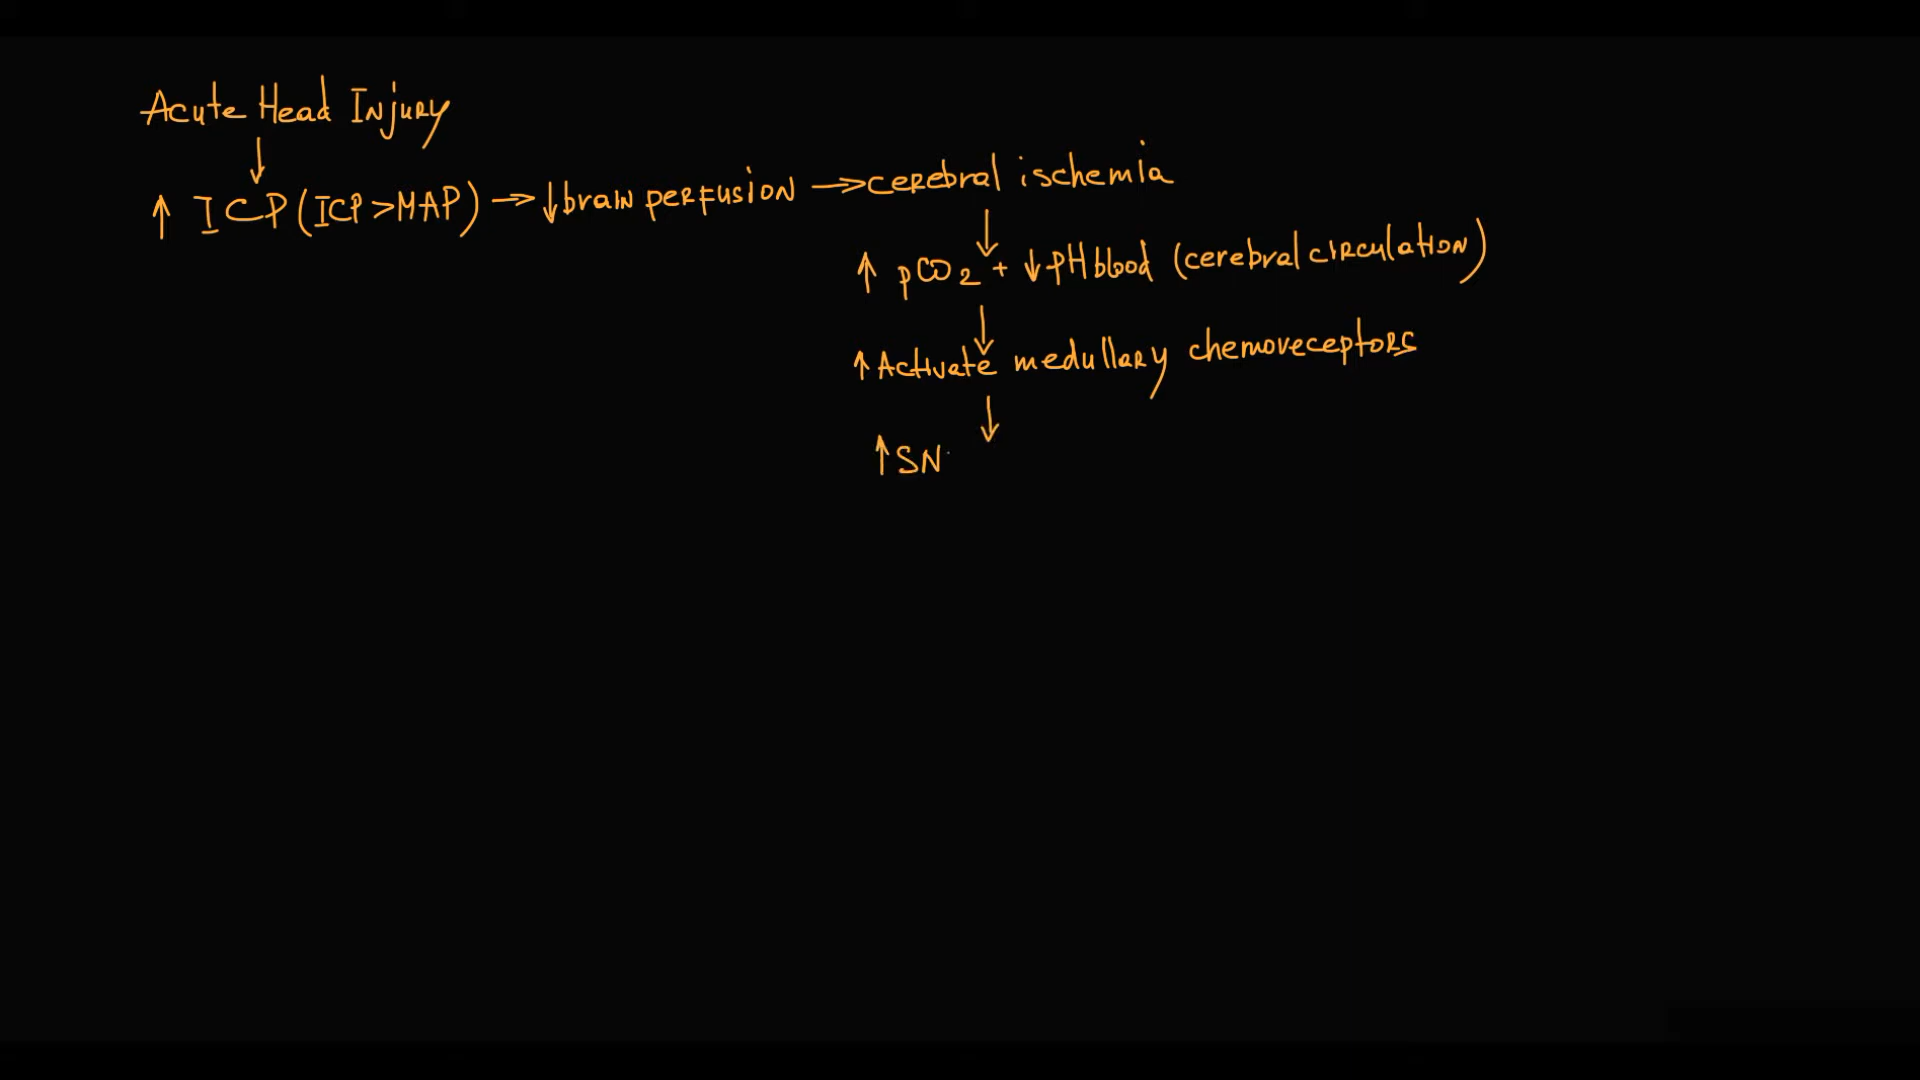 Acute Head Injury
↓
↑ ICP (ICP > MAP) → ↓ brain perfusion → cerebral ischemia
↓
↑ pCO2 + ↓ pH blood (cerebral circulation)
↓
↑ Activate medullary chemoreceptors
↓
↑ SN